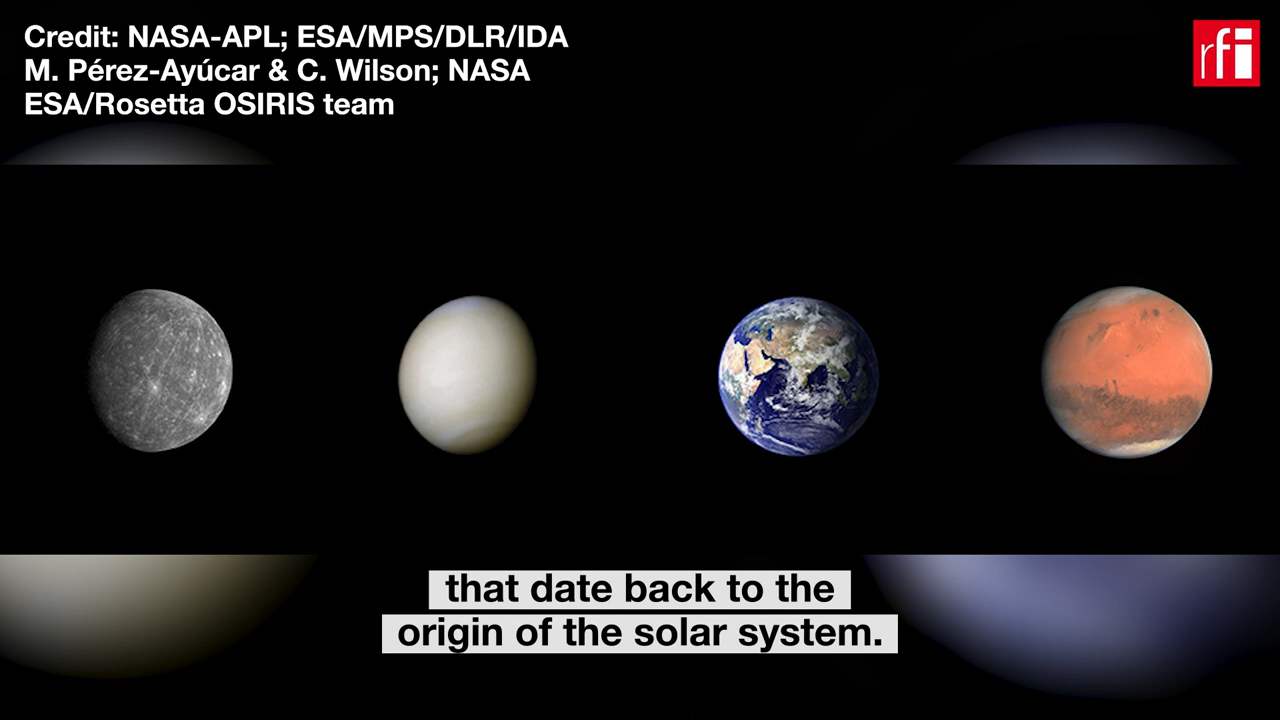 Credit: NASA-APL; ESA/MPS/DLR/IDA
M. Pérez-Ayúcar & C. Wilson; NASA
ESA/Rosetta OSIRIS team
rfi
that date back to the
origin of the solar system.